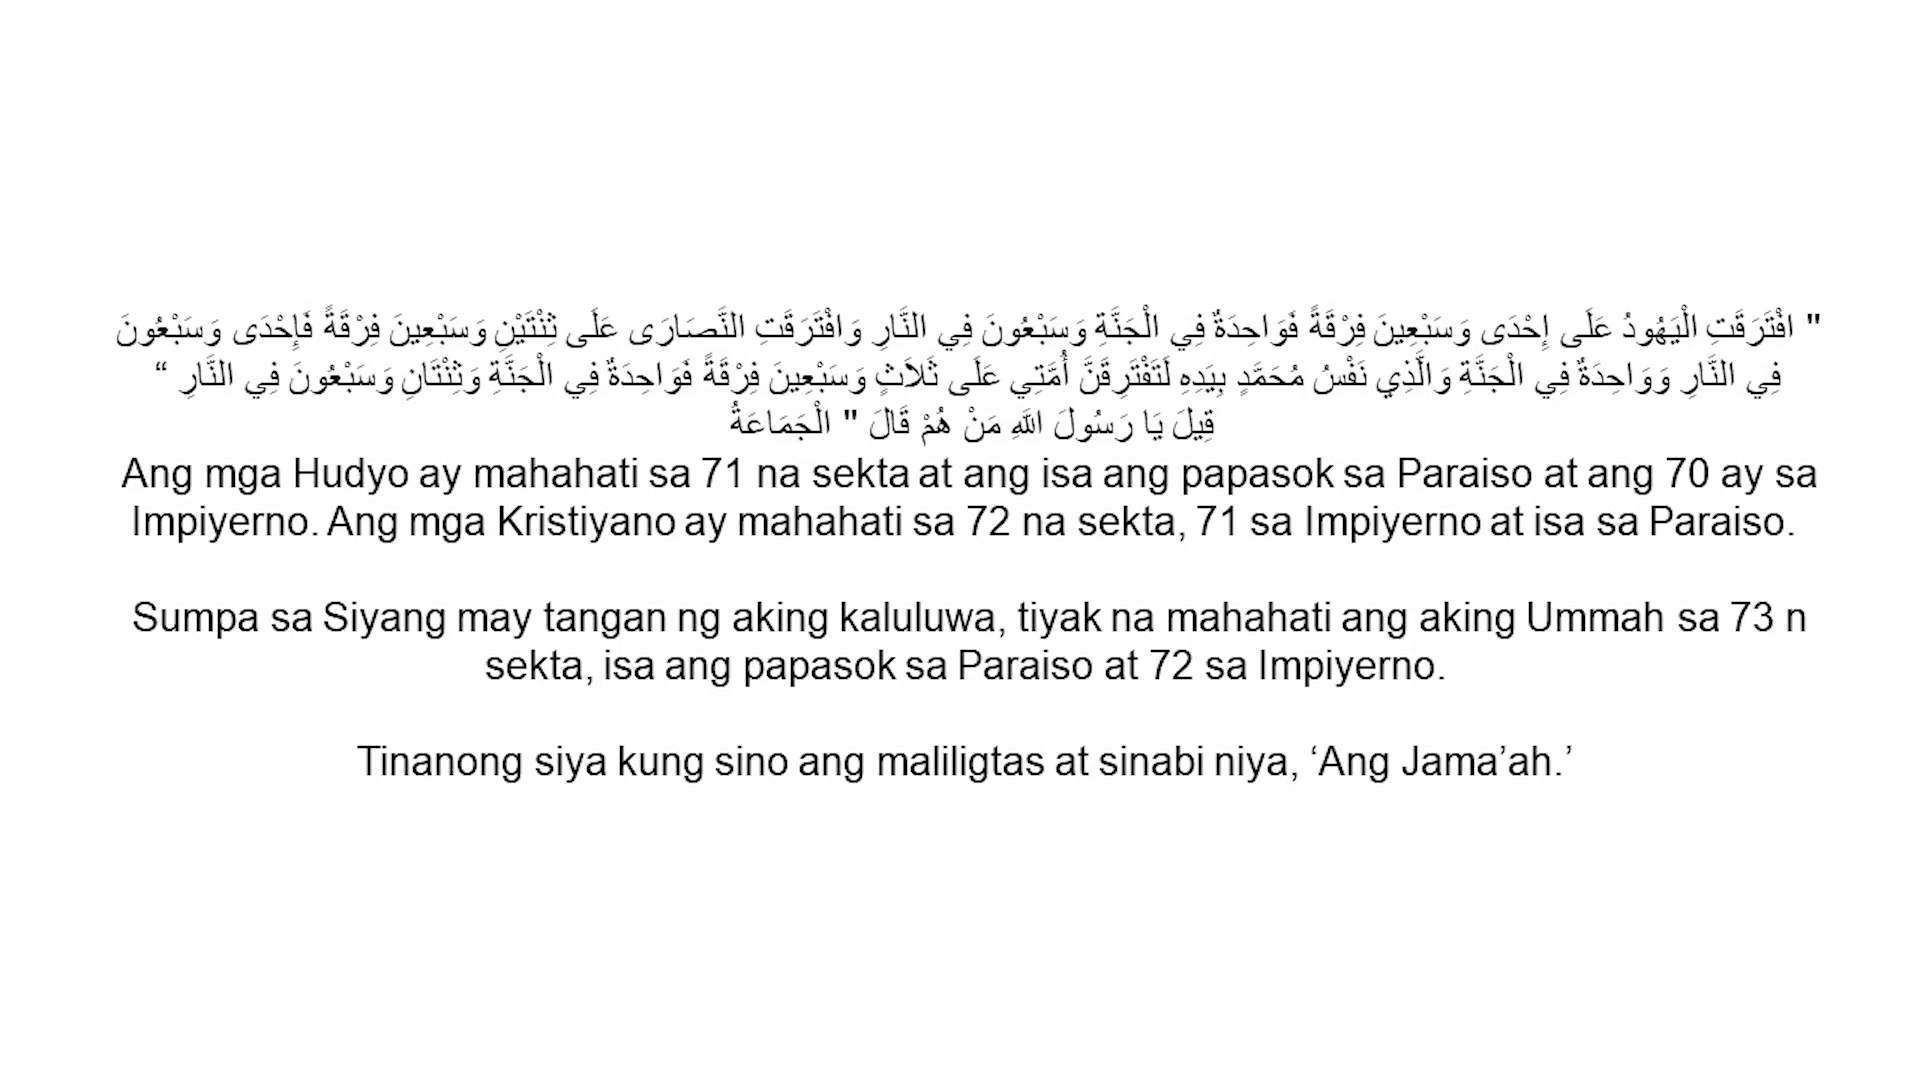 " افْتَرَقَتِ الْيَهُودُ عَلَى إِحْدَى وَسَبْعِينَ فِرْقَةً فَوَاحِدَةٌ فِي الْجَنَّةِ وَسَبْعُونَ فِي النَّارِ وَافْتَرَقَتِ النَّصَارَى عَلَى ثِنْتَيْنِ وَسَبْعِينَ فِرْقَةً فَإِحْدَى وَسَبْعُونَ
فِي النَّارِ وَوَاحِدَةٌ فِي الْجَنَّةِ وَالَّذِي نَفْسُ مُحَمَّدٍ بِيَدِهِ لَتَفْتَرِقَنَّ أُمَّتِي عَلَى ثَلاَثٍ وَسَبْعِينَ فِرْقَةً فَوَاحِدَةٌ فِي الْجَنَّةِ وَثِنْتَانِ وَسَبْعُونَ فِي النَّارِ “
قِيلَ يَا رَسُولَ اللَّهِ مَنْ هُمْ قَالَ " الْجَمَاعَةُ
Ang mga Hudyo ay mahahati sa 71 na sekta at ang isa ang papasok sa Paraiso at ang 70 ay sa
Impiyerno. Ang mga Kristiyano ay mahahati sa 72 na sekta, 71 sa Impiyerno at isa sa Paraiso.
Sumpa sa Siyang may tangan ng aking kaluluwa, tiyak na mahahati ang aking Ummah sa 73 n
sekta, isa ang papasok sa Paraiso at 72 sa Impiyerno.
Tinanong siya kung sino ang maliligtas at sinabi niya, ‘Ang Jama’ah.’